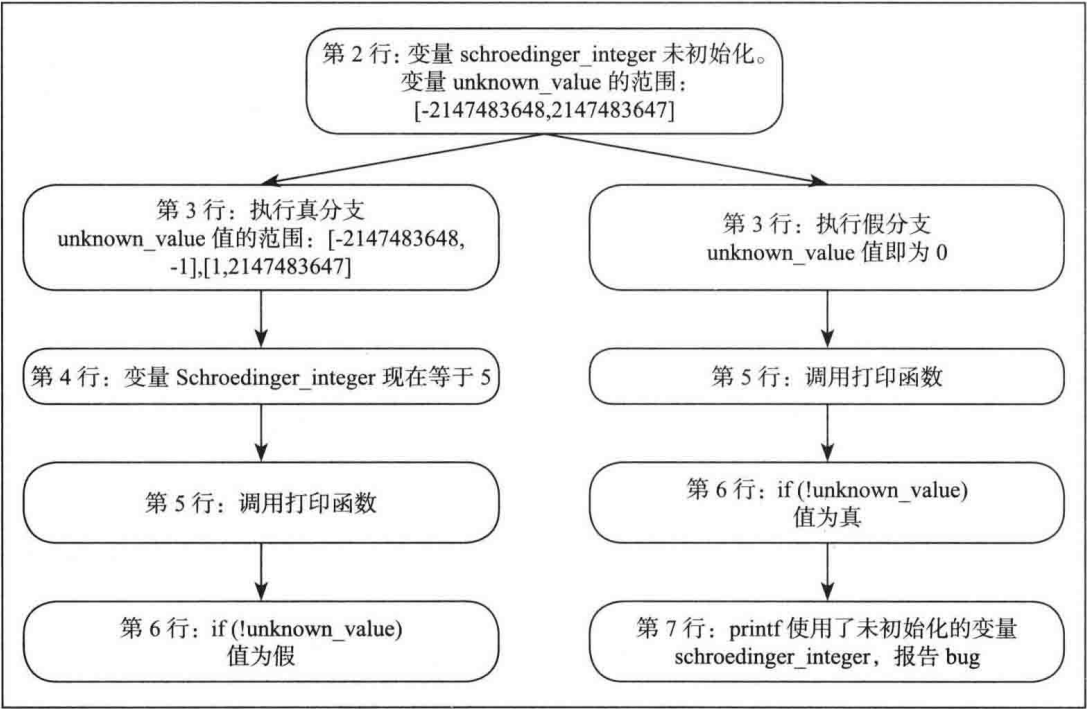 第 2 行：变量 schroedinger_integer 未初始化。
变量 unknown_value 的范围：
[-2147483648,2147483647]
第 3 行：执行真分支
unknown_value 值的范围：[-2147483648,
-1],[1,2147483647]
第 3 行：执行假分支
unknown_value 值即为 0
第 4 行：变量 Schroedinger_integer 现在等于 5
第 5 行：调用打印函数
第 5 行：调用打印函数
第 6 行：if (!unknown_value)
值为真
第 6 行：if (!unknown_value)
值为假
第 7 行：printf 使用了未初始化的变量
schroedinger_integer，报告 bug